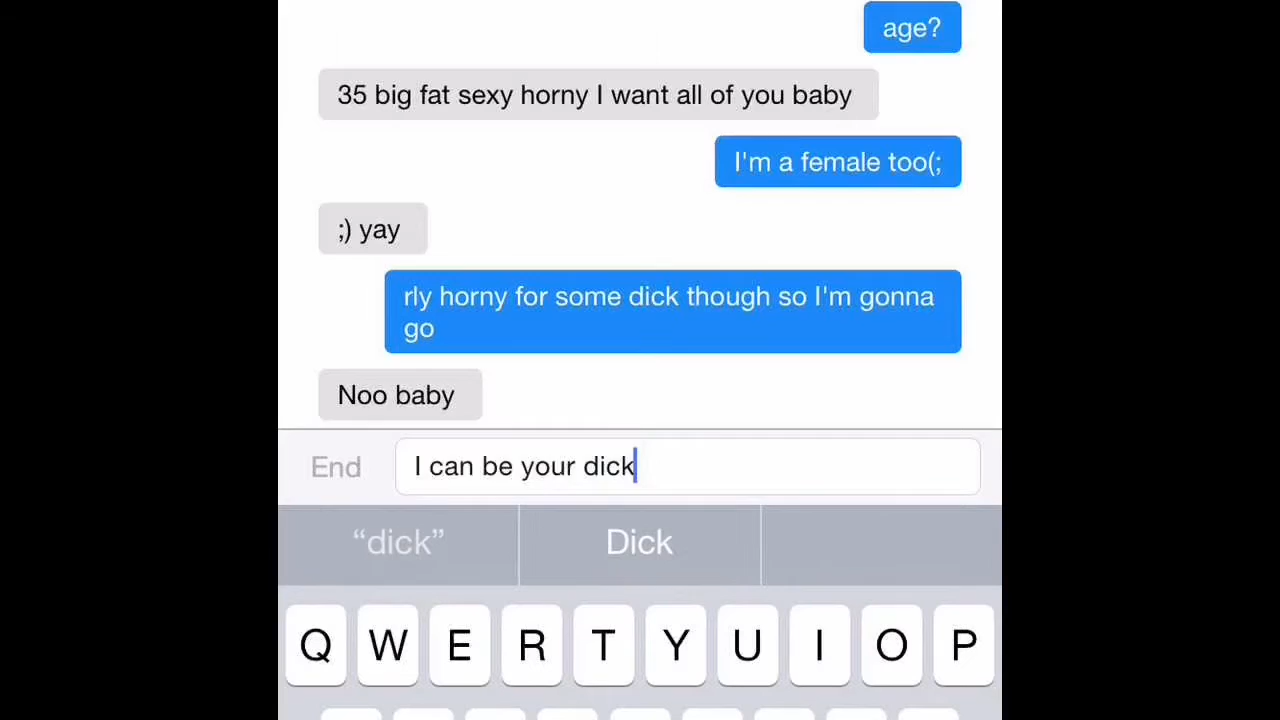 age?
35 big fat sexy horny I want all of you baby
I'm a female too(;
;) yay
rly horny for some dick though so I'm gonna
go
Noo baby
End I can be your dick
“dick” Dick
Q W E R T Y U I O P